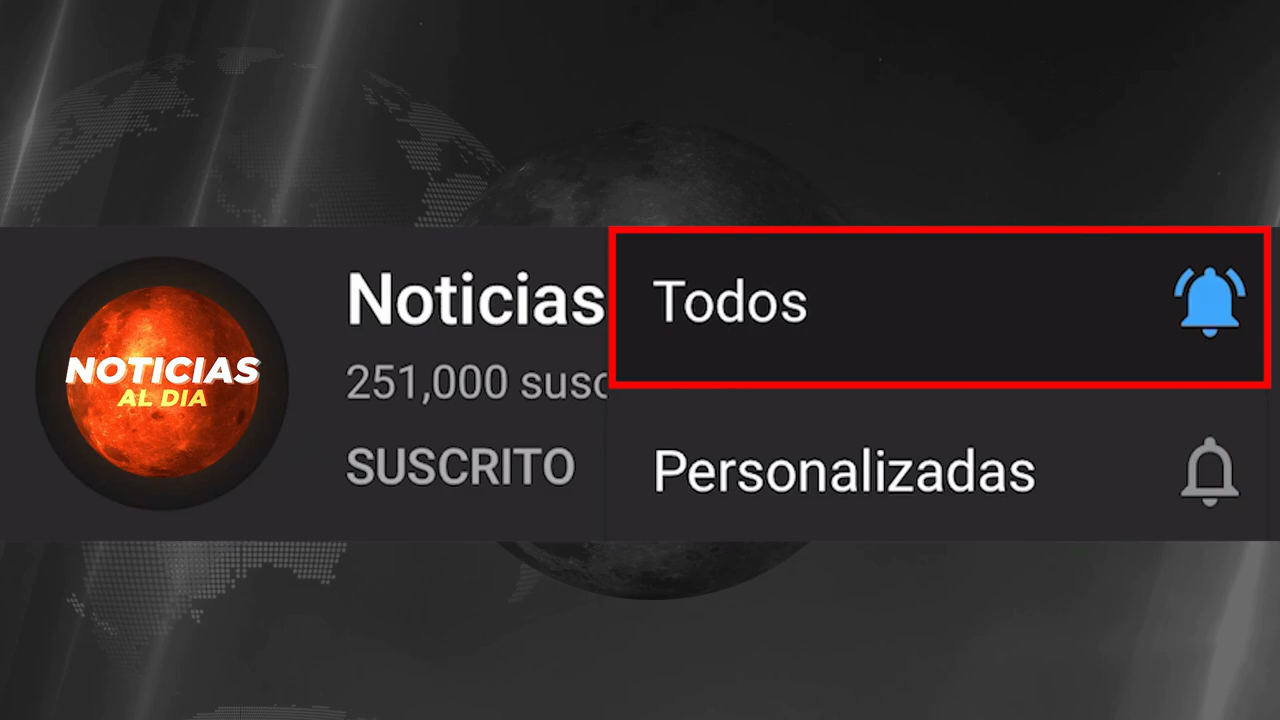 NOTICIAS
AL DIA
Noticias
251,000 susc
SUSCRITO
Todos
Personalizadas